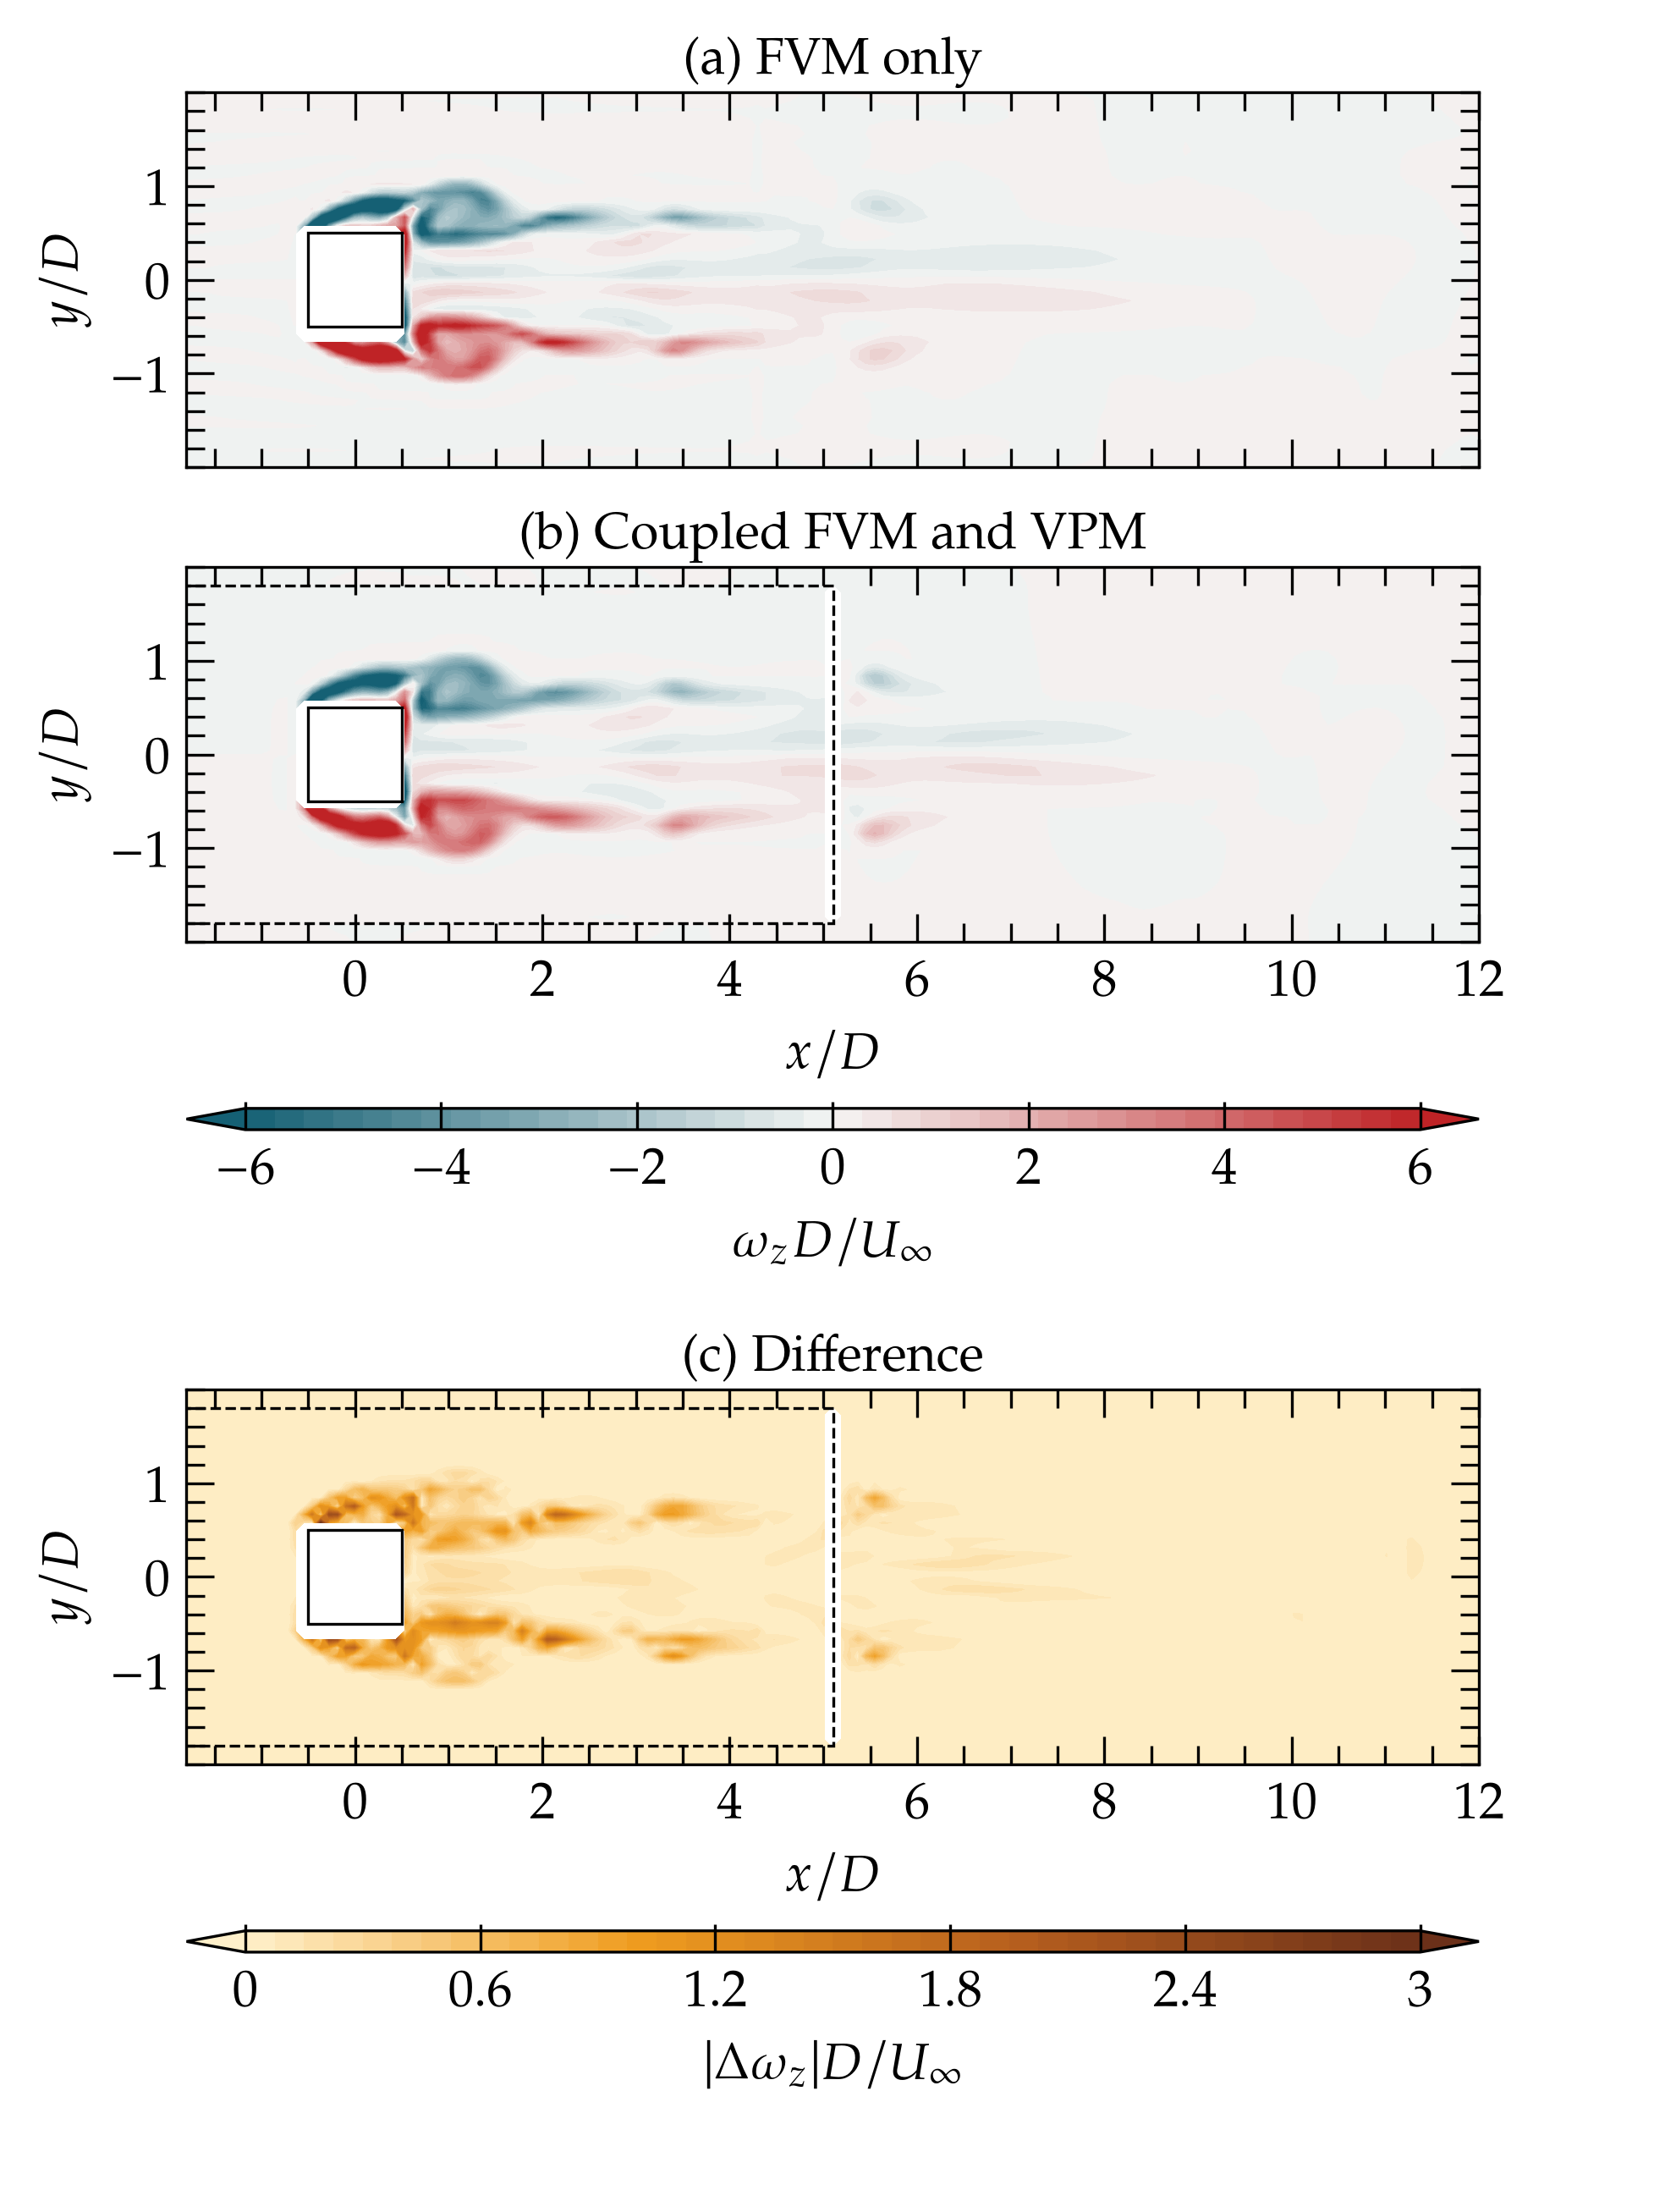 (a) FVM only
1
0
−1
y/D
(b) Coupled FVM and VPM
1
0
−1
y/D
0 2 4 6 8 10 12
x/D
−6 −4 −2 0 2 4 6
ω_z D/U_∞
(c) Difference
1
0
−1
y/D
0 2 4 6 8 10 12
x/D
0 0.6 1.2 1.8 2.4 3
|Δω_z|D/U_∞